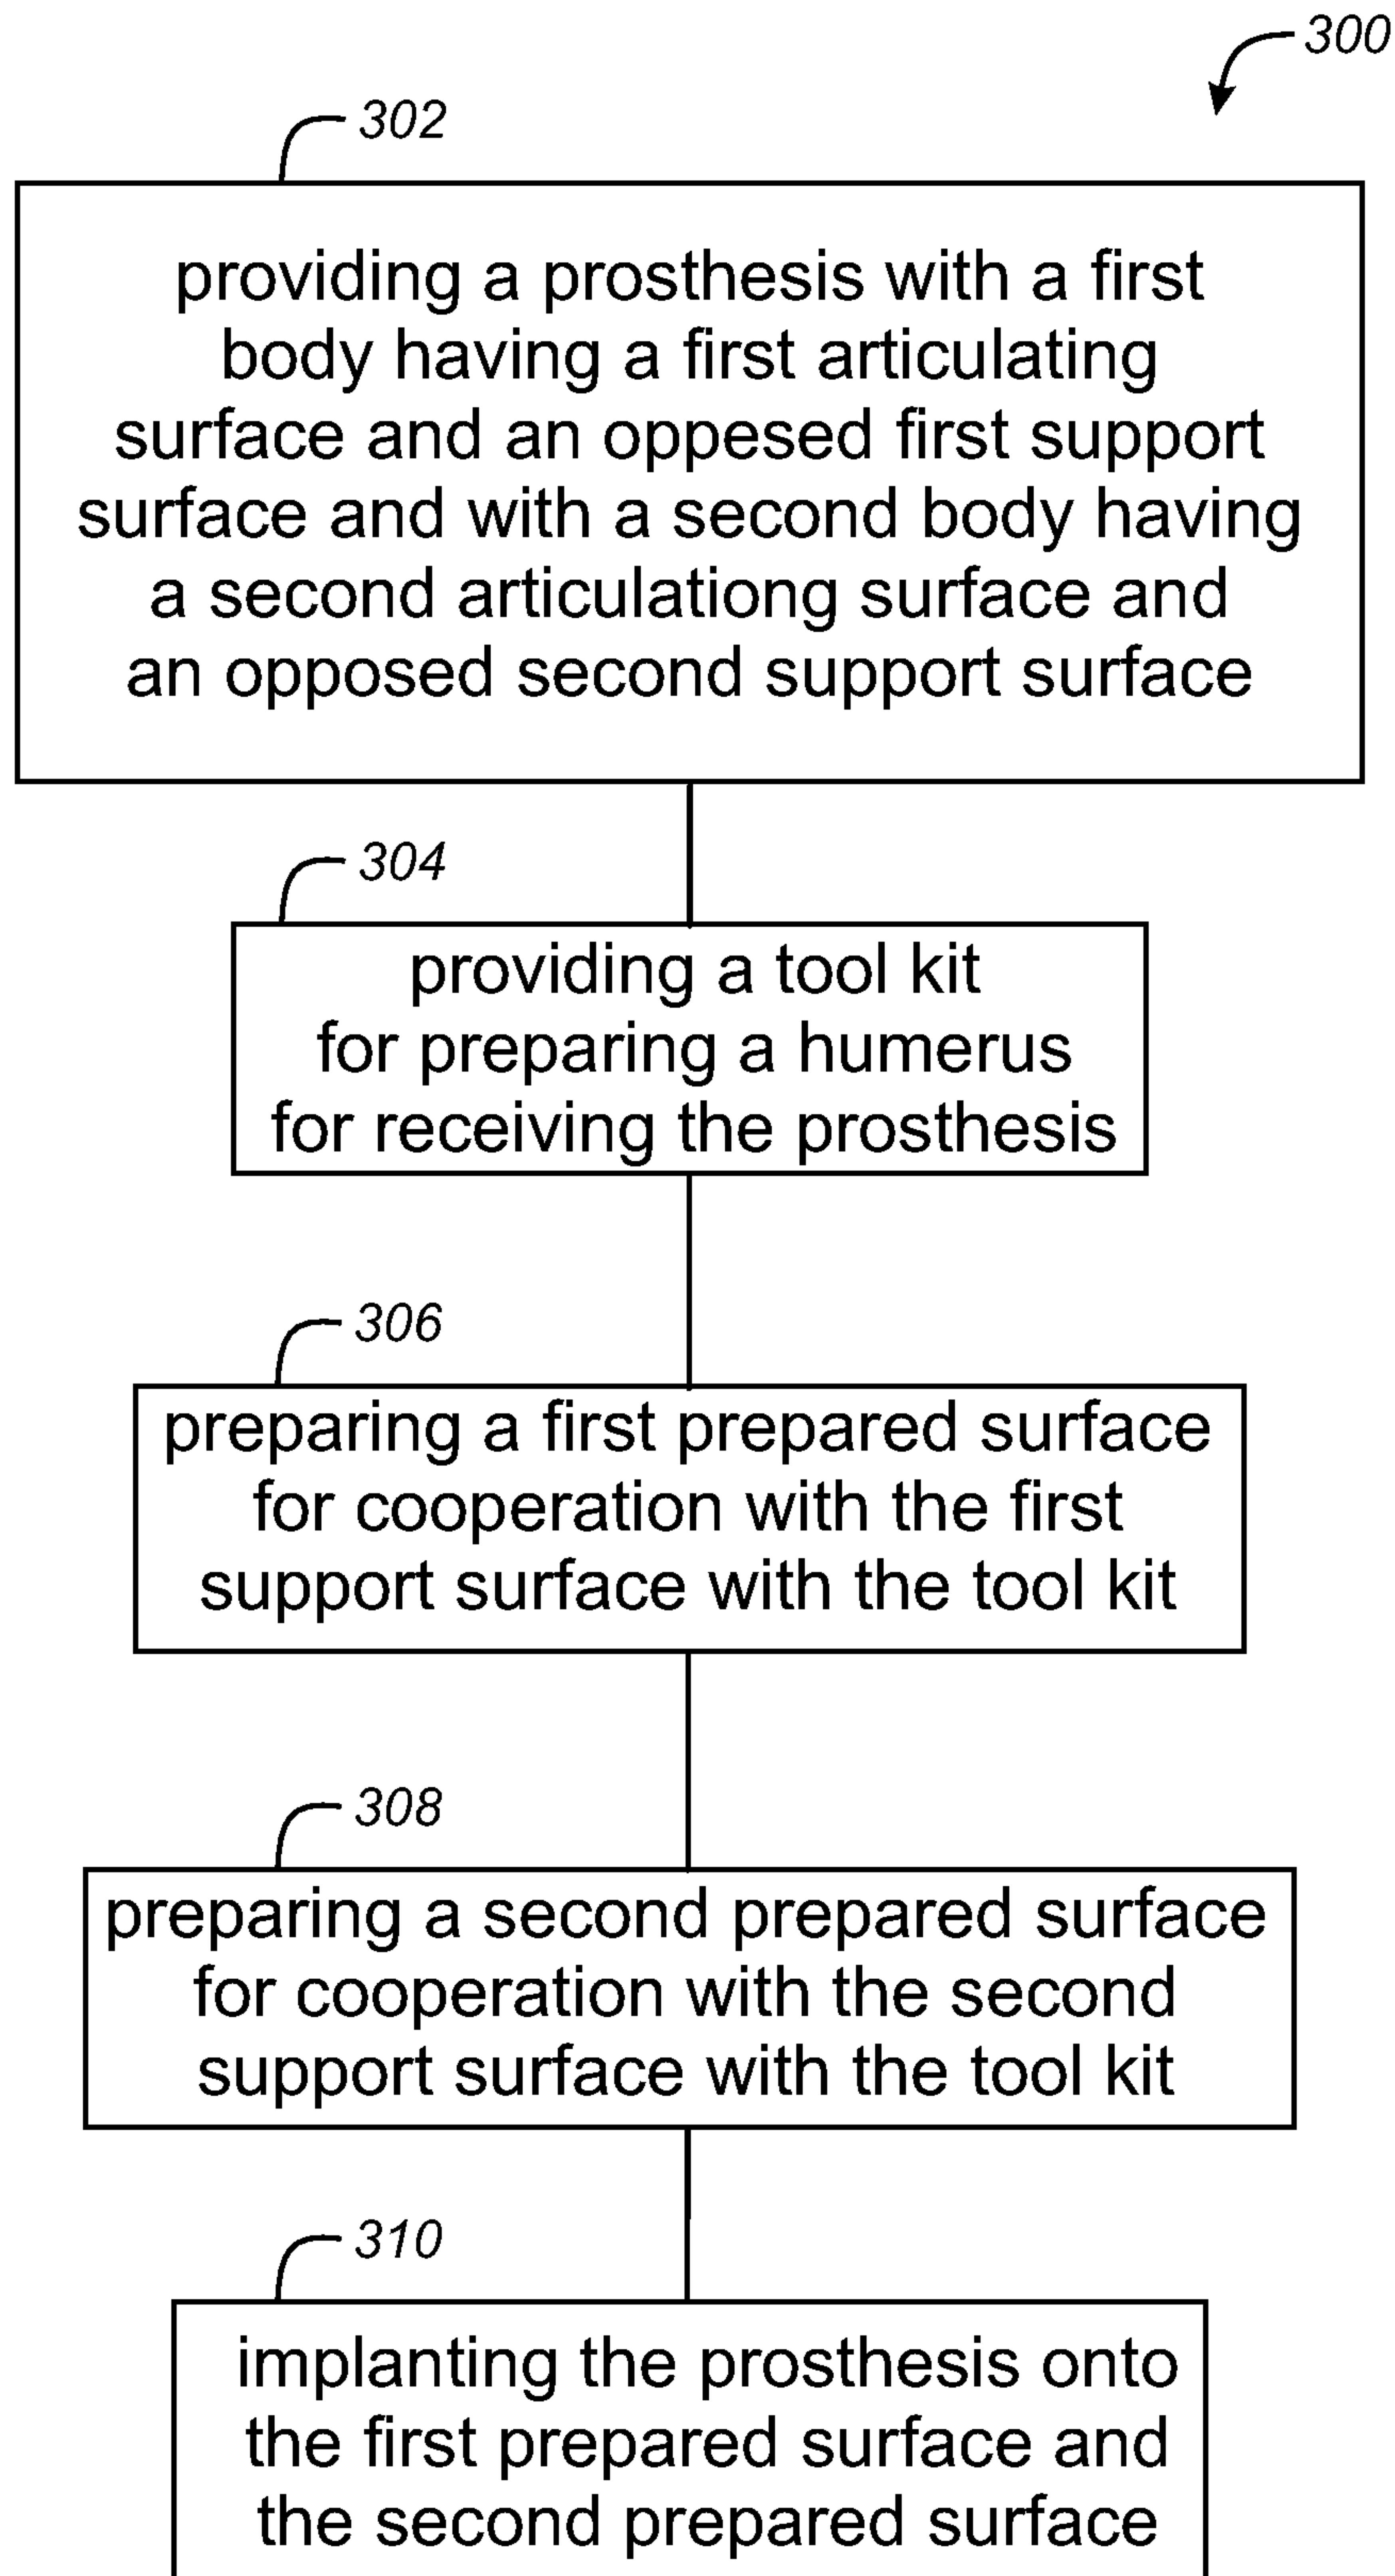 300
302
providing a prosthesis with a first
body having a first articulating
surface and an oppesed first support
surface and with a second body having
a second articulationg surface and
an opposed second support surface
304
providing a tool kit
for preparing a humerus
for receiving the prosthesis
306
preparing a first prepared surface
for cooperation with the first
support surface with the tool kit
308
preparing a second prepared surface
for cooperation with the second
support surface with the tool kit
310
implanting the prosthesis onto
the first prepared surface and
the second prepared surface